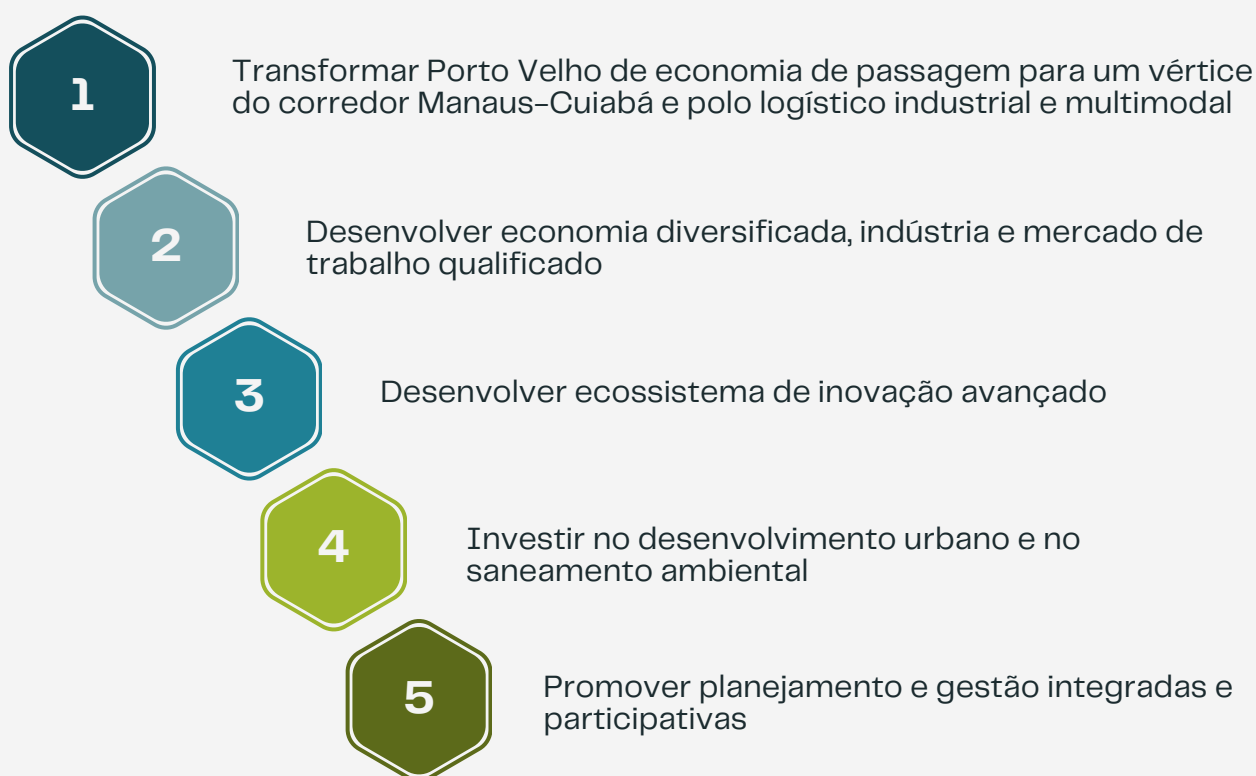 1
Transformar Porto Velho de economia de passagem para um vértice
do corredor Manaus-Cuiabá e polo logístico industrial e multimodal
2
Desenvolver economia diversificada, indústria e mercado de
trabalho qualificado
3
Desenvolver ecossistema de inovação avançado
4
Investir no desenvolvimento urbano e no
saneamento ambiental
5
Promover planejamento e gestão integradas e
participativas